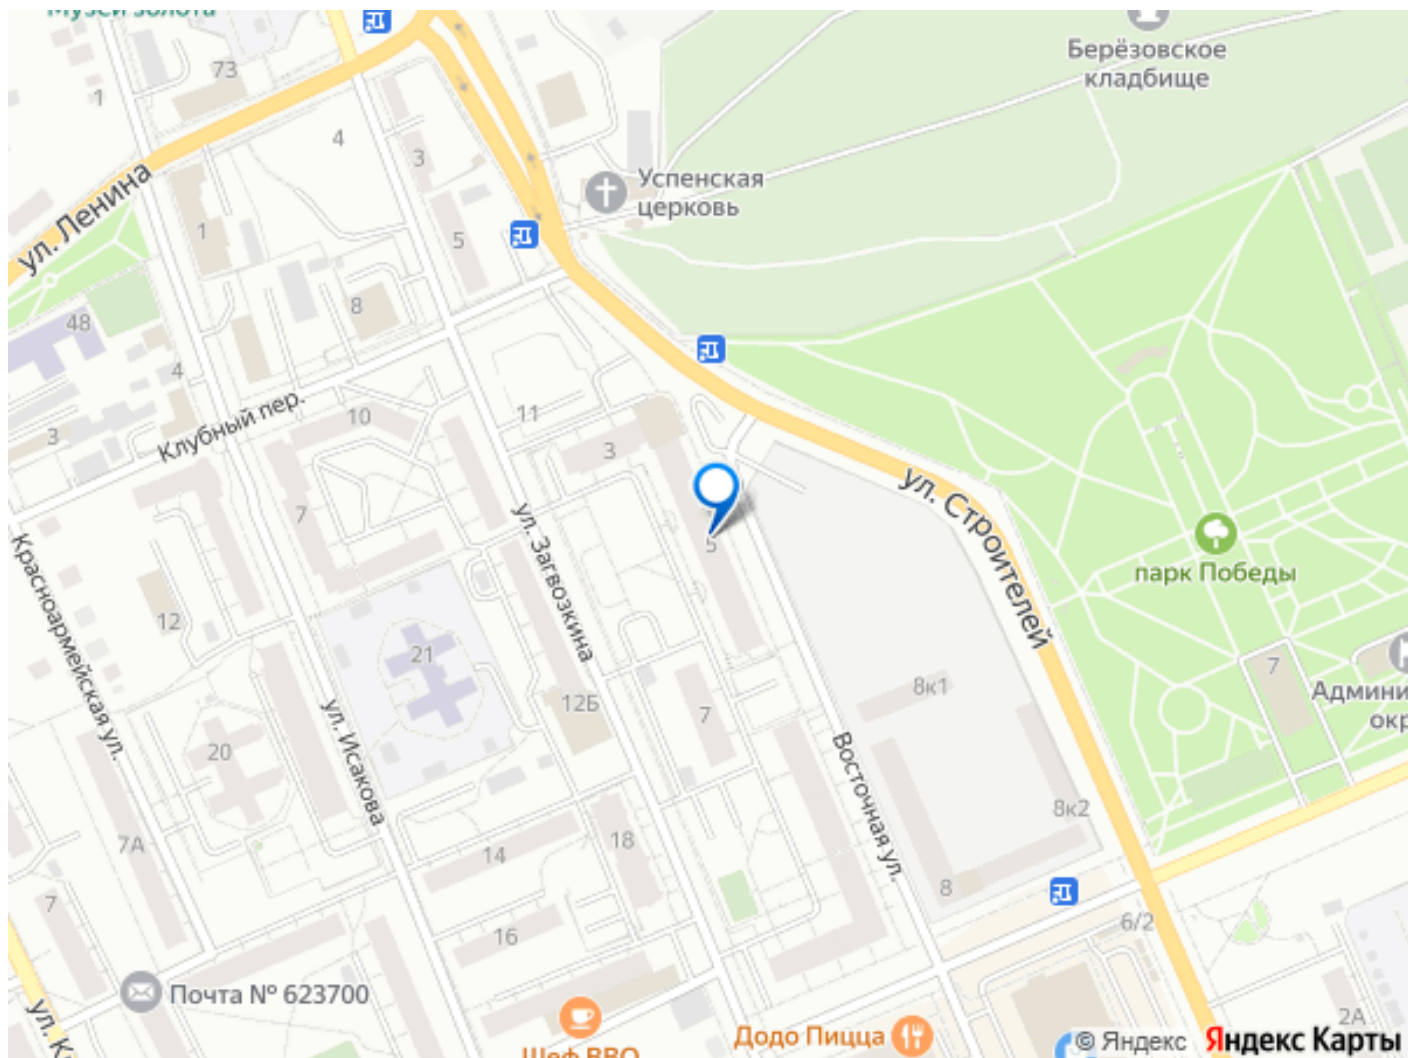 Музей золота
73
1
4
3
Берёзовское
кладбище
Успенская
церковь
ул. Ленина
1
5
8
48
4
Клубный пер.
3
10
11
3
7
ул. Загвозкина
5
ул. Строителей
парк Победы
Красноармейская ул.
12
21
7
Админи
окр
8к1
12Б
7
20
ул. Исакова
Восточная ул.
8к2
7А
14
18
8
7
16
6/2
Почта № 623700
ул. К
2А
Шеф ВВО
Додо Пицца
© Яндекс Яндекс Карты